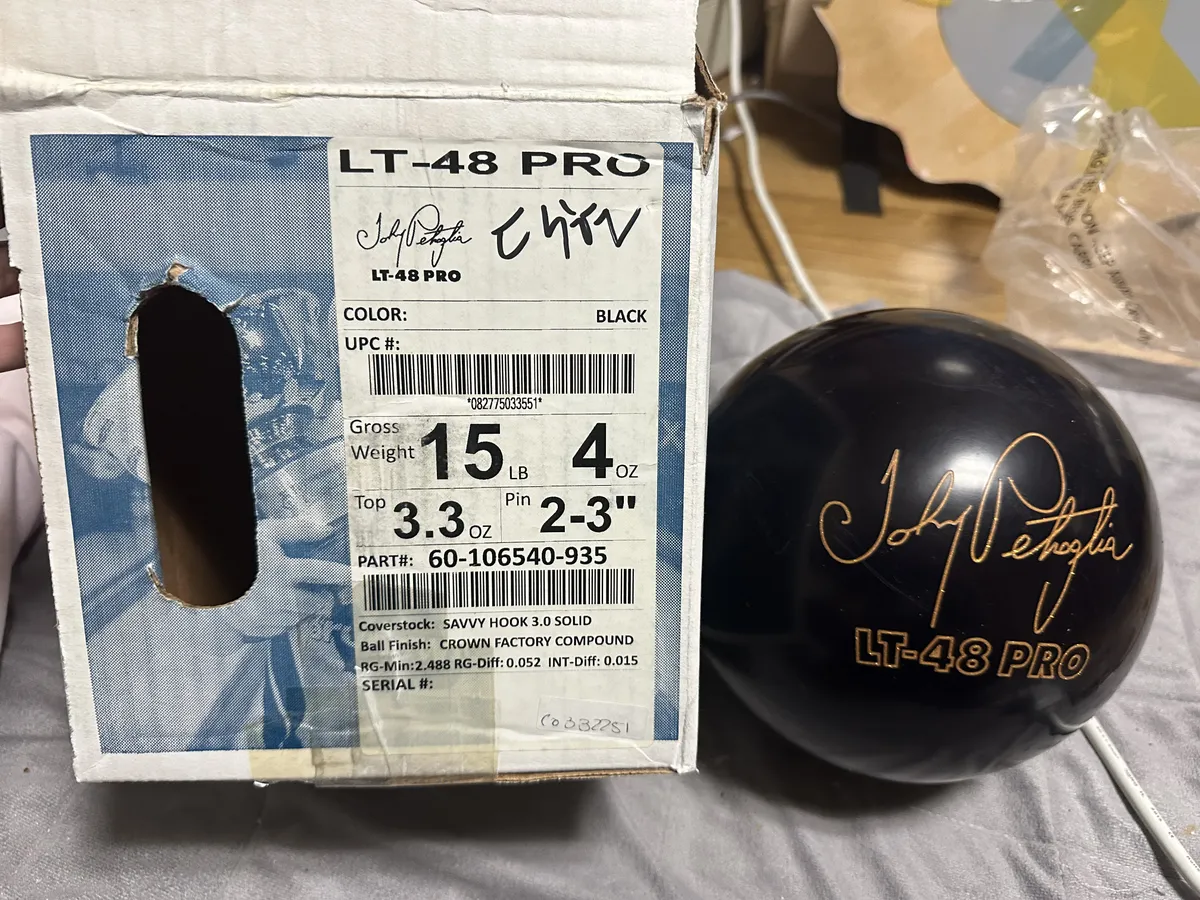 LT-48 PRO
John Petraglia
LT-48 PRO
COLOR: BLACK
UPC #:
*082775033551*
Gross Weight 15 LB 4 OZ
Top 3.3 OZ Pin 2-3"
PART#: 60-106540-935
Coverstock: SAVVY HOOK 3.0 SOLID
Ball Finish: CROWN FACTORY COMPOUND
RG-Min:2.488 RG-Diff: 0.052 INT-Diff: 0.015
SERIAL #:
John Petraglia
LT-48 PRO